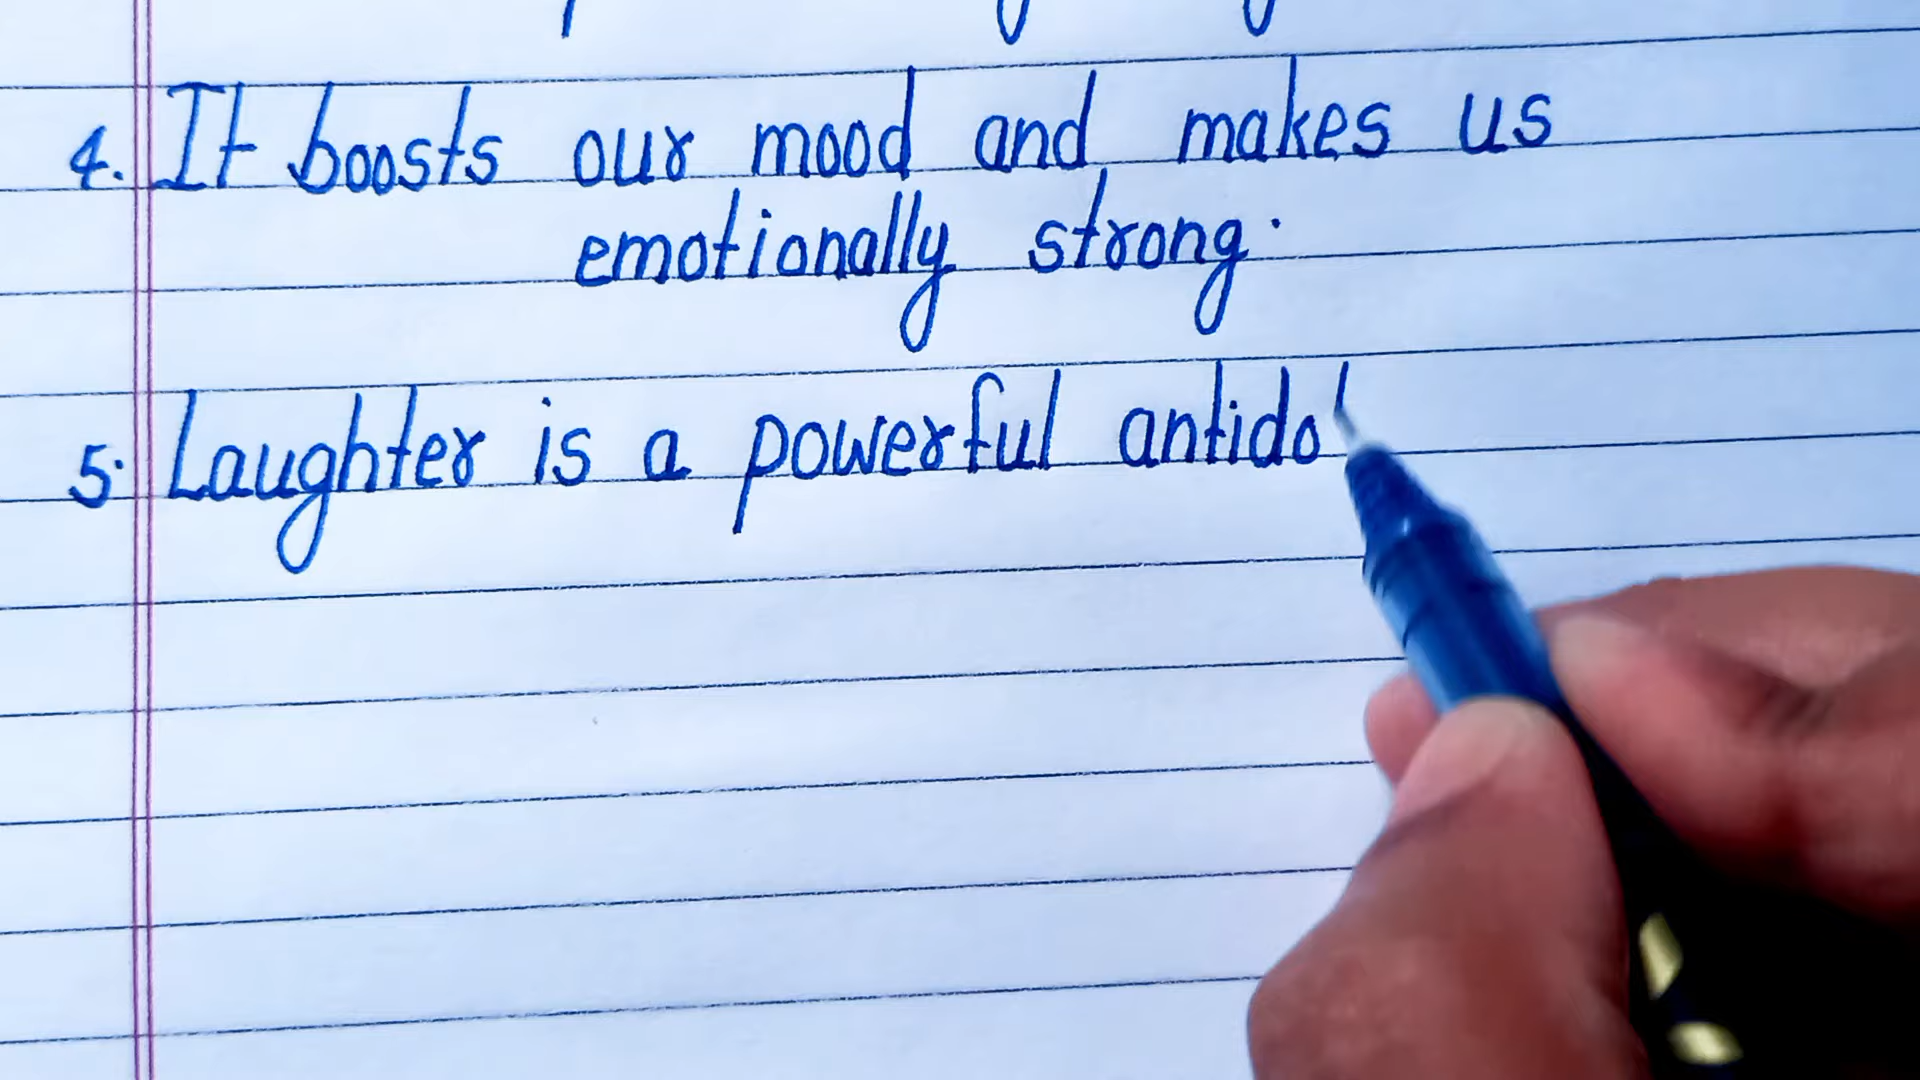 4. It boosts our mood and makes us
emotionally strong.
5. Laughter is a powerful antido